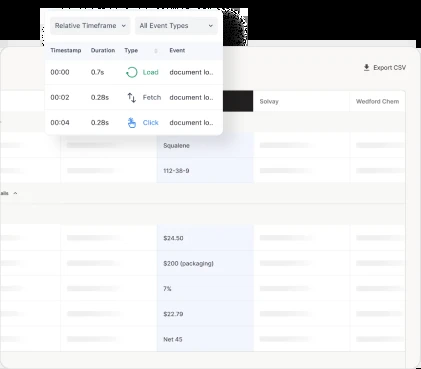 Relative Timeframe All Event Types
Timestamp Duration Type Event
00:00 0.7s Load document lo..
00:02 0.28s Fetch document lo..
00:04 0.28s Click document lo..
Export CSV
Solvay Wedford Chem
Squalene
112-38-9
ails
$24.50
$200 (packaging)
7%
$22.79
Net 45